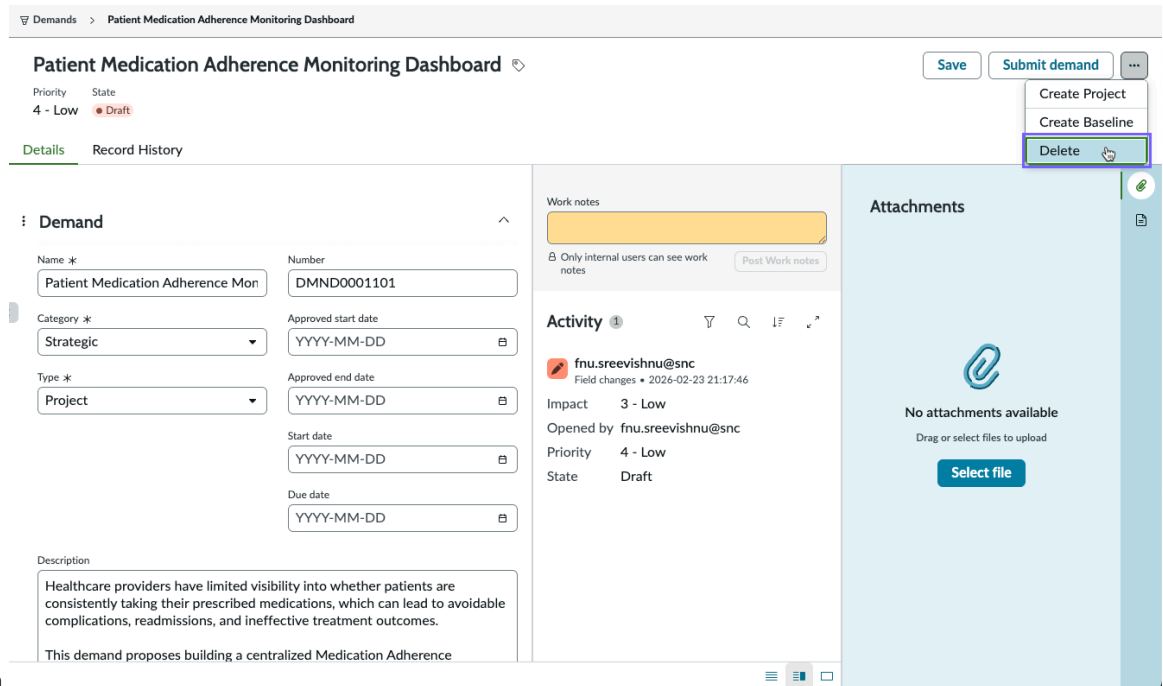 Demands > Patient Medication Adherence Monitoring Dashboard
Patient Medication Adherence Monitoring Dashboard
Save
Submit demand
...
Priority
State
4 - Low
Draft
Create Project
Create Baseline
Delete
Details
Record History
Demand
Name *
Patient Medication Adherence Mon
Number
DMND0001101
Category *
Strategic
Approved start date
YYYY-MM-DD
Type *
Project
Approved end date
YYYY-MM-DD
Start date
YYYY-MM-DD
Due date
YYYY-MM-DD
Description
Healthcare providers have limited visibility into whether patients are
consistently taking their prescribed medications, which can lead to avoidable
complications, readmissions, and ineffective treatment outcomes.
This demand proposes building a centralized Medication Adherence
Work notes
Only internal users can see work
notes
Post Work notes
Activity 1
fnu.sreevishnu@snc
Field changes • 2026-02-23 21:17:46
Impact 3 - Low
Opened by fnu.sreevishnu@snc
Priority 4 - Low
State Draft
Attachments
No attachments available
Drag or select files to upload
Select file